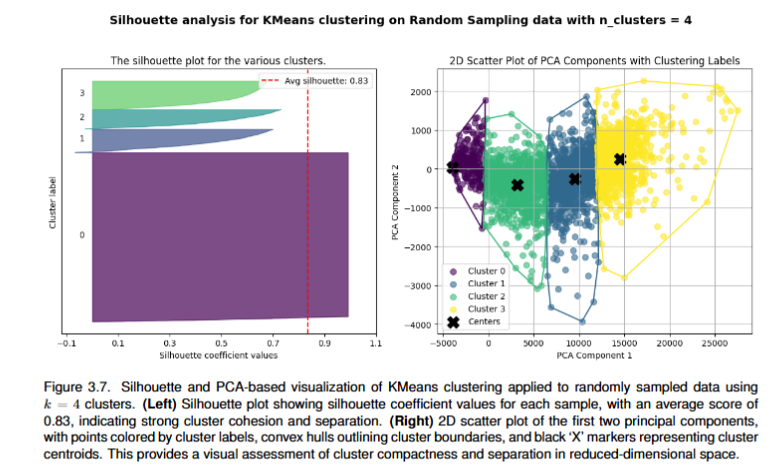 Silhouette analysis for KMeans clustering on Random Sampling data with n_clusters = 4
The silhouette plot for the various clusters.
Avg silhouette: 0.83
3
2
1
0
Cluster label
−0.1 0.1 0.3 0.5 0.7 0.9 1.1
Silhouette coefficient values
2D Scatter Plot of PCA Components with Clustering Labels
2000
1000
0
−1000
−2000
−3000
−4000
PCA Component 2
Cluster 0
Cluster 1
Cluster 2
Cluster 3
Centers
−5000 0 5000 10000 15000 20000 25000
PCA Component 1
Figure 3.7. Silhouette and PCA-based visualization of KMeans clustering applied to randomly sampled data using
k = 4 clusters. (Left) Silhouette plot showing silhouette coefficient values for each sample, with an average score of
0.83, indicating strong cluster cohesion and separation. (Right) 2D scatter plot of the first two principal components,
with points colored by cluster labels, convex hulls outlining cluster boundaries, and black 'X' markers representing cluster
centroids. This provides a visual assessment of cluster compactness and separation in reduced-dimensional space.